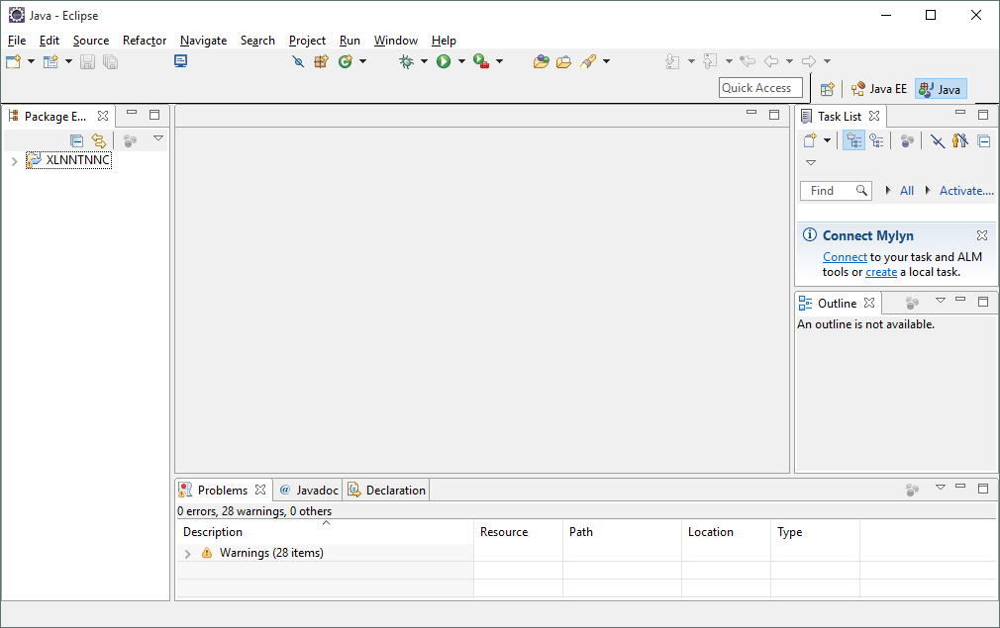 Java - Eclipse
File Edit Source Refactor Navigate Search Project Run Window Help
Quick Access
Java EE
Java
Package E...
XLNNTNNC
Task List
Find
All
Activate....
Connect Mylyn
Connect to your task and ALM
tools or create a local task.
Outline
An outline is not available.
Problems
@ Javadoc
Declaration
0 errors, 28 warnings, 0 others
Description Resource Path Location Type
Warnings (28 items)